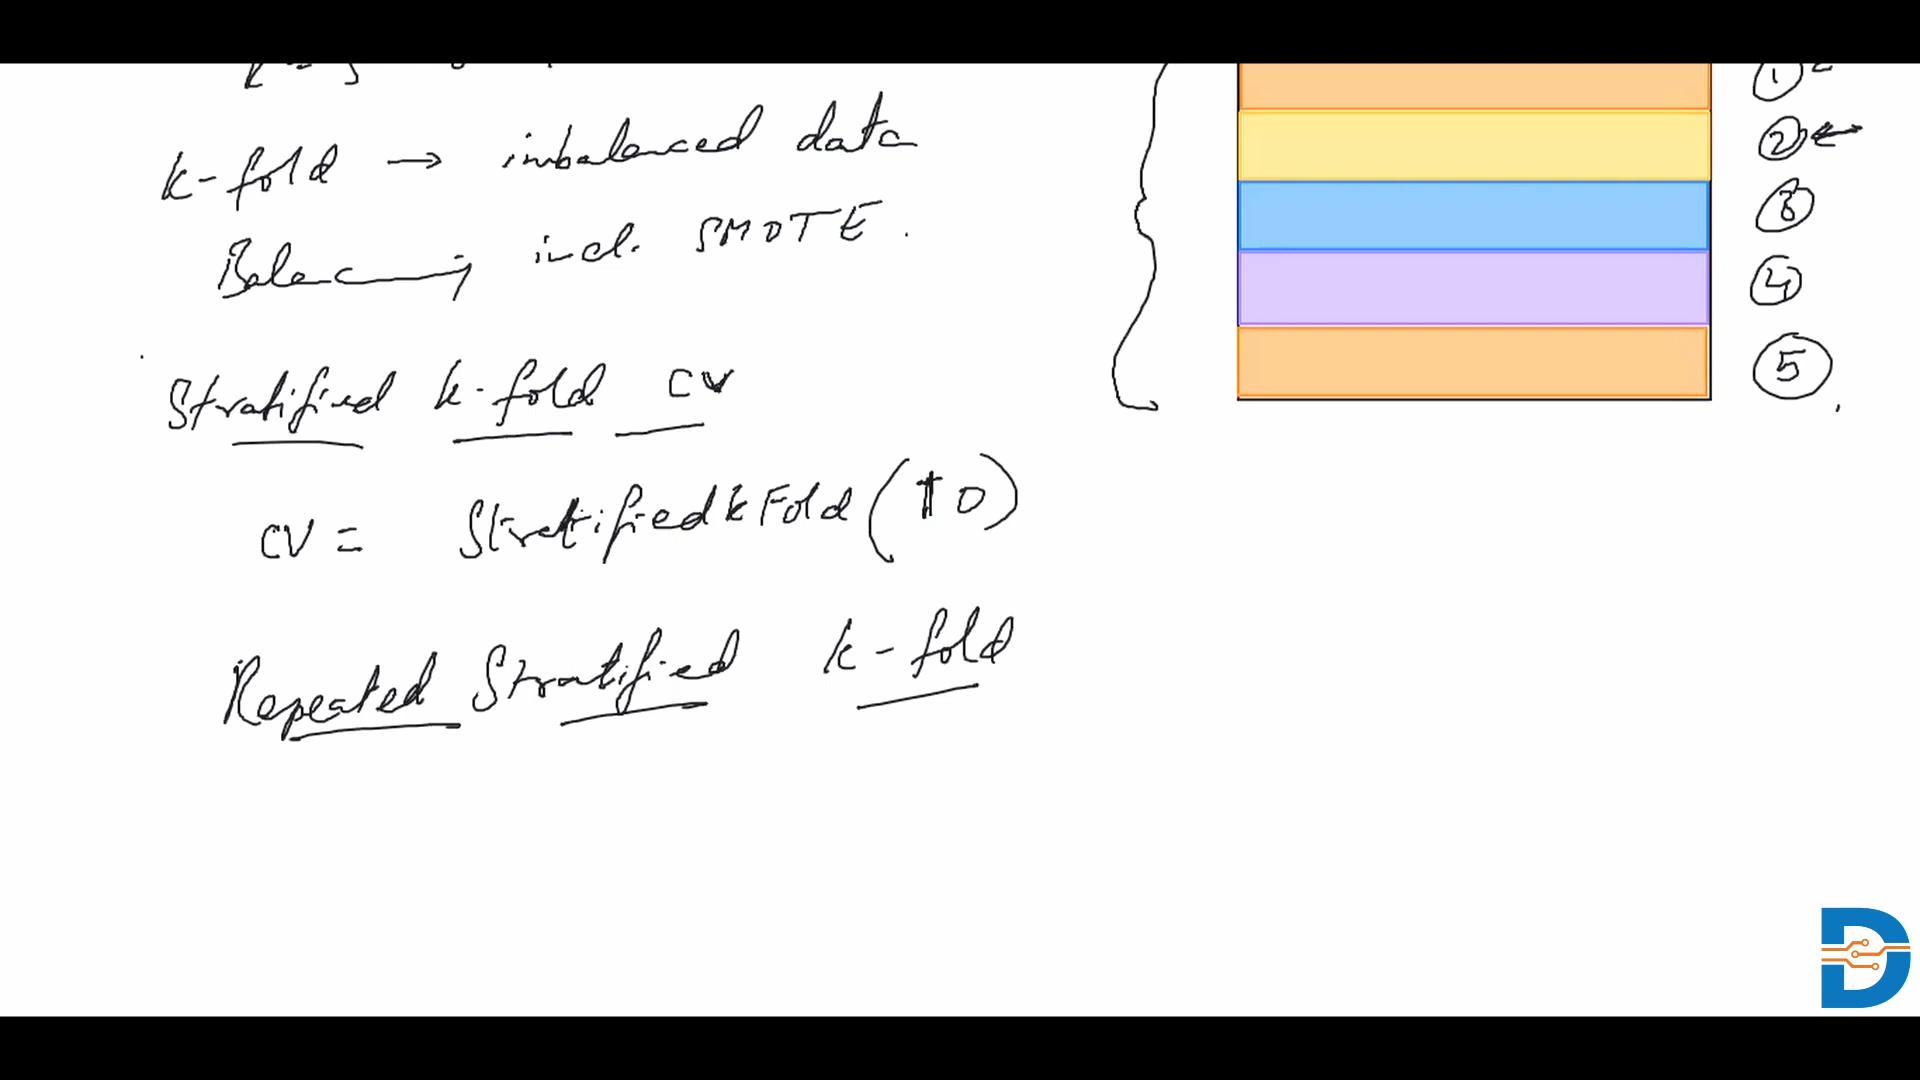 k-fold → imbalanced data
Balancing incl. SMOTE.
Stratified k-fold CV
CV = StratifiedKFold(10)
Repeated Stratified k-fold
1
2 ←
3
4
5
D